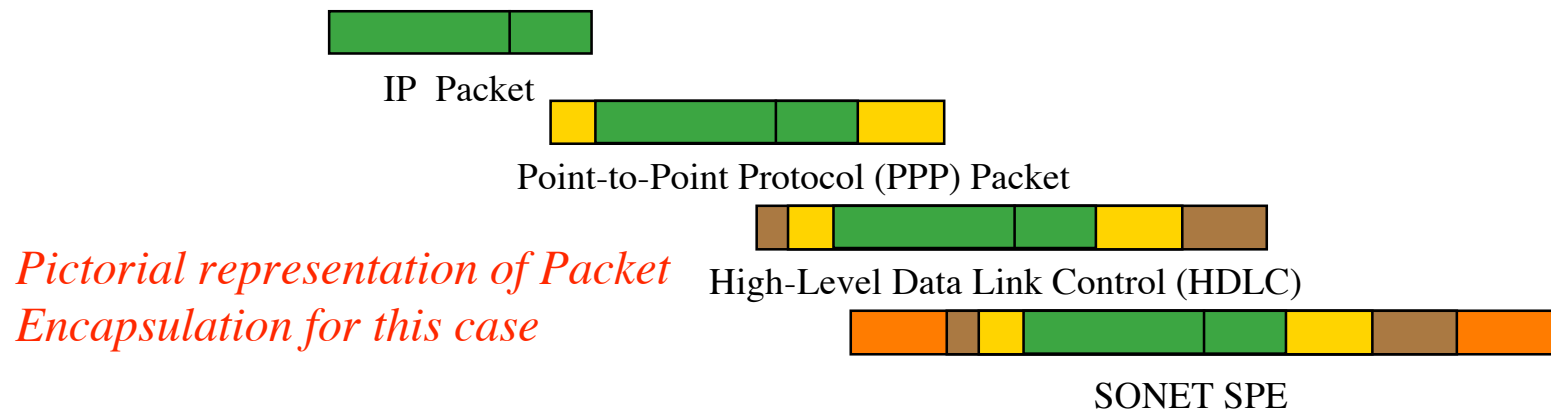 IP Packet
Point-to-Point Protocol (PPP) Packet
Pictorial representation of Packet
Encapsulation for this case
High-Level Data Link Control (HDLC)
SONET SPE